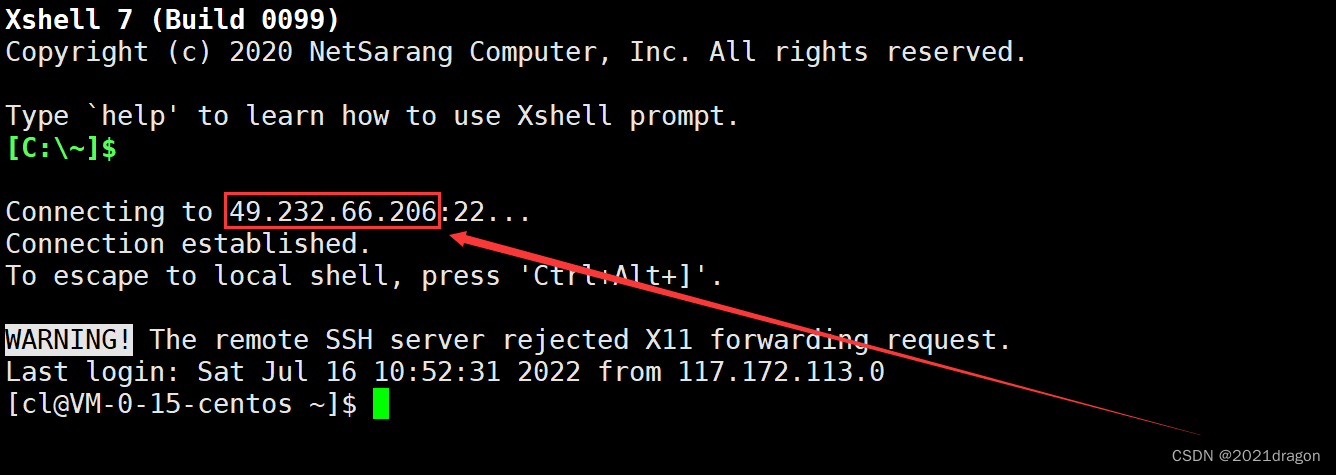 Xshell 7 (Build 0099)
Copyright (c) 2020 NetSarang Computer, Inc. All rights reserved.
Type `help' to learn how to use Xshell prompt.
[C:\~]$
Connecting to 49.232.66.206:22...
Connection established.
To escape to local shell, press 'Ctrl+Alt+]'.
WARNING! The remote SSH server rejected X11 forwarding request.
Last login: Sat Jul 16 10:52:31 2022 from 117.172.113.0
[cl@VM-0-15-centos ~]$
CSDN @2021dragon